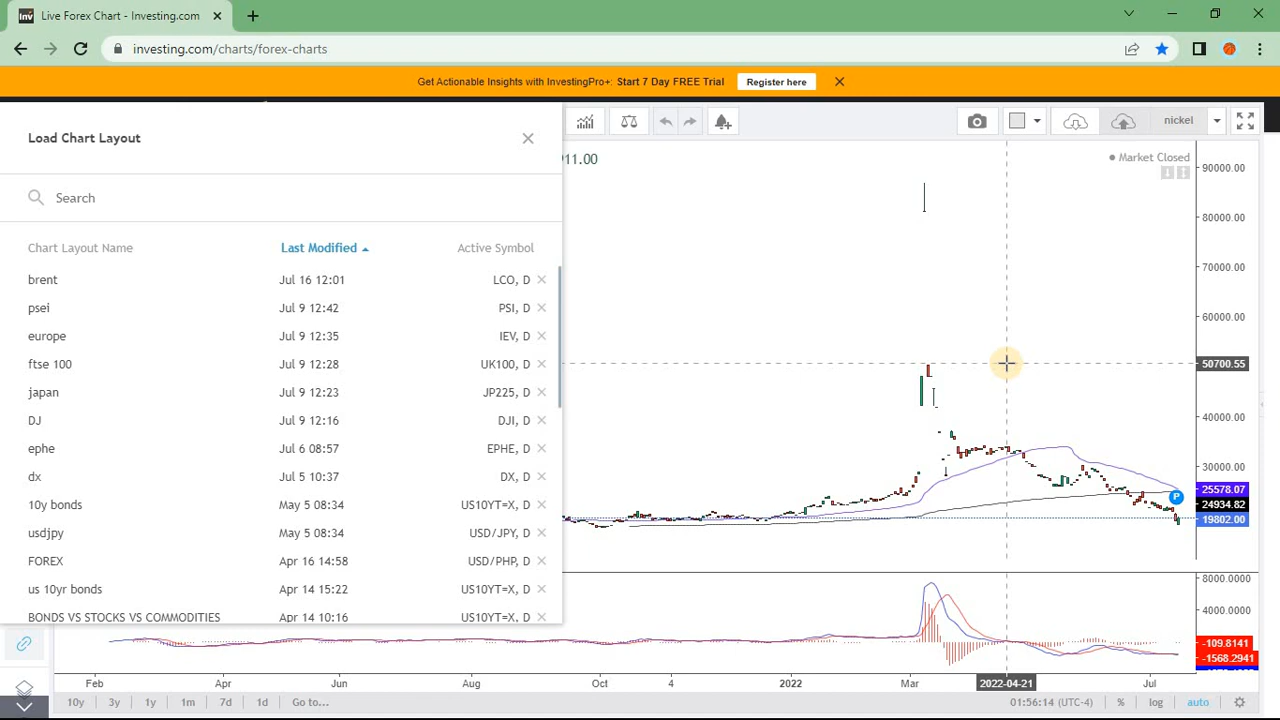 Live Forex Chart - Investing.com
investing.com/charts/forex-charts
Get Actionable Insights with InvestingPro+: Start 7 Day FREE Trial Register here
Load Chart Layout
nickel
911.00
Market Closed
Search
Chart Layout Name Last Modified Active Symbol
brent Jul 16 12:01 LCO, D
psei Jul 9 12:42 PSI, D
europe Jul 9 12:35 IEV, D
ftse 100 Jul 9 12:28 UK100, D
japan Jul 9 12:23 JP225, D
DJ Jul 9 12:16 DJI, D
ephe Jul 6 08:57 EPHE, D
dx Jul 5 10:37 DX, D
10y bonds May 5 08:34 US10YT=X, D
usdjpy May 5 08:34 USD/JPY, D
FOREX Apr 16 14:58 USD/PHP, D
us 10yr bonds Apr 14 15:22 US10YT=X, D
BONDS VS STOCKS VS COMMODITIES Apr 14 10:16 US10YT=X, D
90000.00
80000.00
70000.00
60000.00
50700.55
40000.00
30000.00
25578.07
P
24934.82
19802.00
8000.0000
4000.0000
-109.8141
-1568.2941
Feb Apr Jun Aug Oct 4 2022 Mar 2022-04-21 Jul
10y 3y 1y 1m 7d 1d Go to... 01:56:14 (UTC-4) % log auto